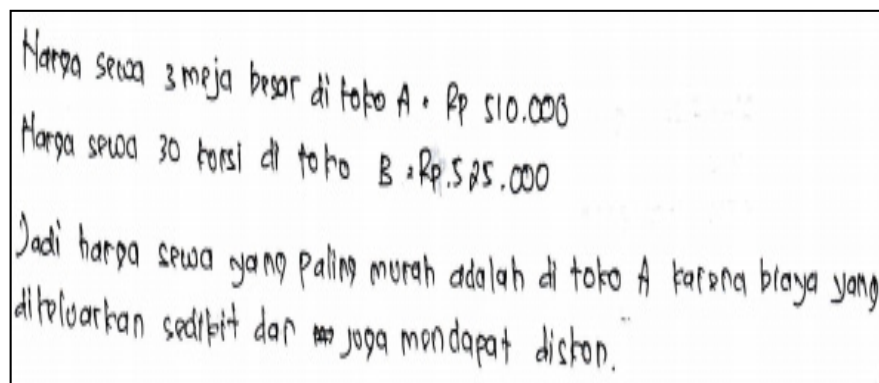 Harga sewa 3 meja besar di toko A = Rp 510.000
Harga sewa 30 korsi di toko B = Rp. 525.000
Jadi harga sewa yang paling murah adalah di toko A karena biaya yang
dikeluarkan sedikit dan juga mendapat diskon.